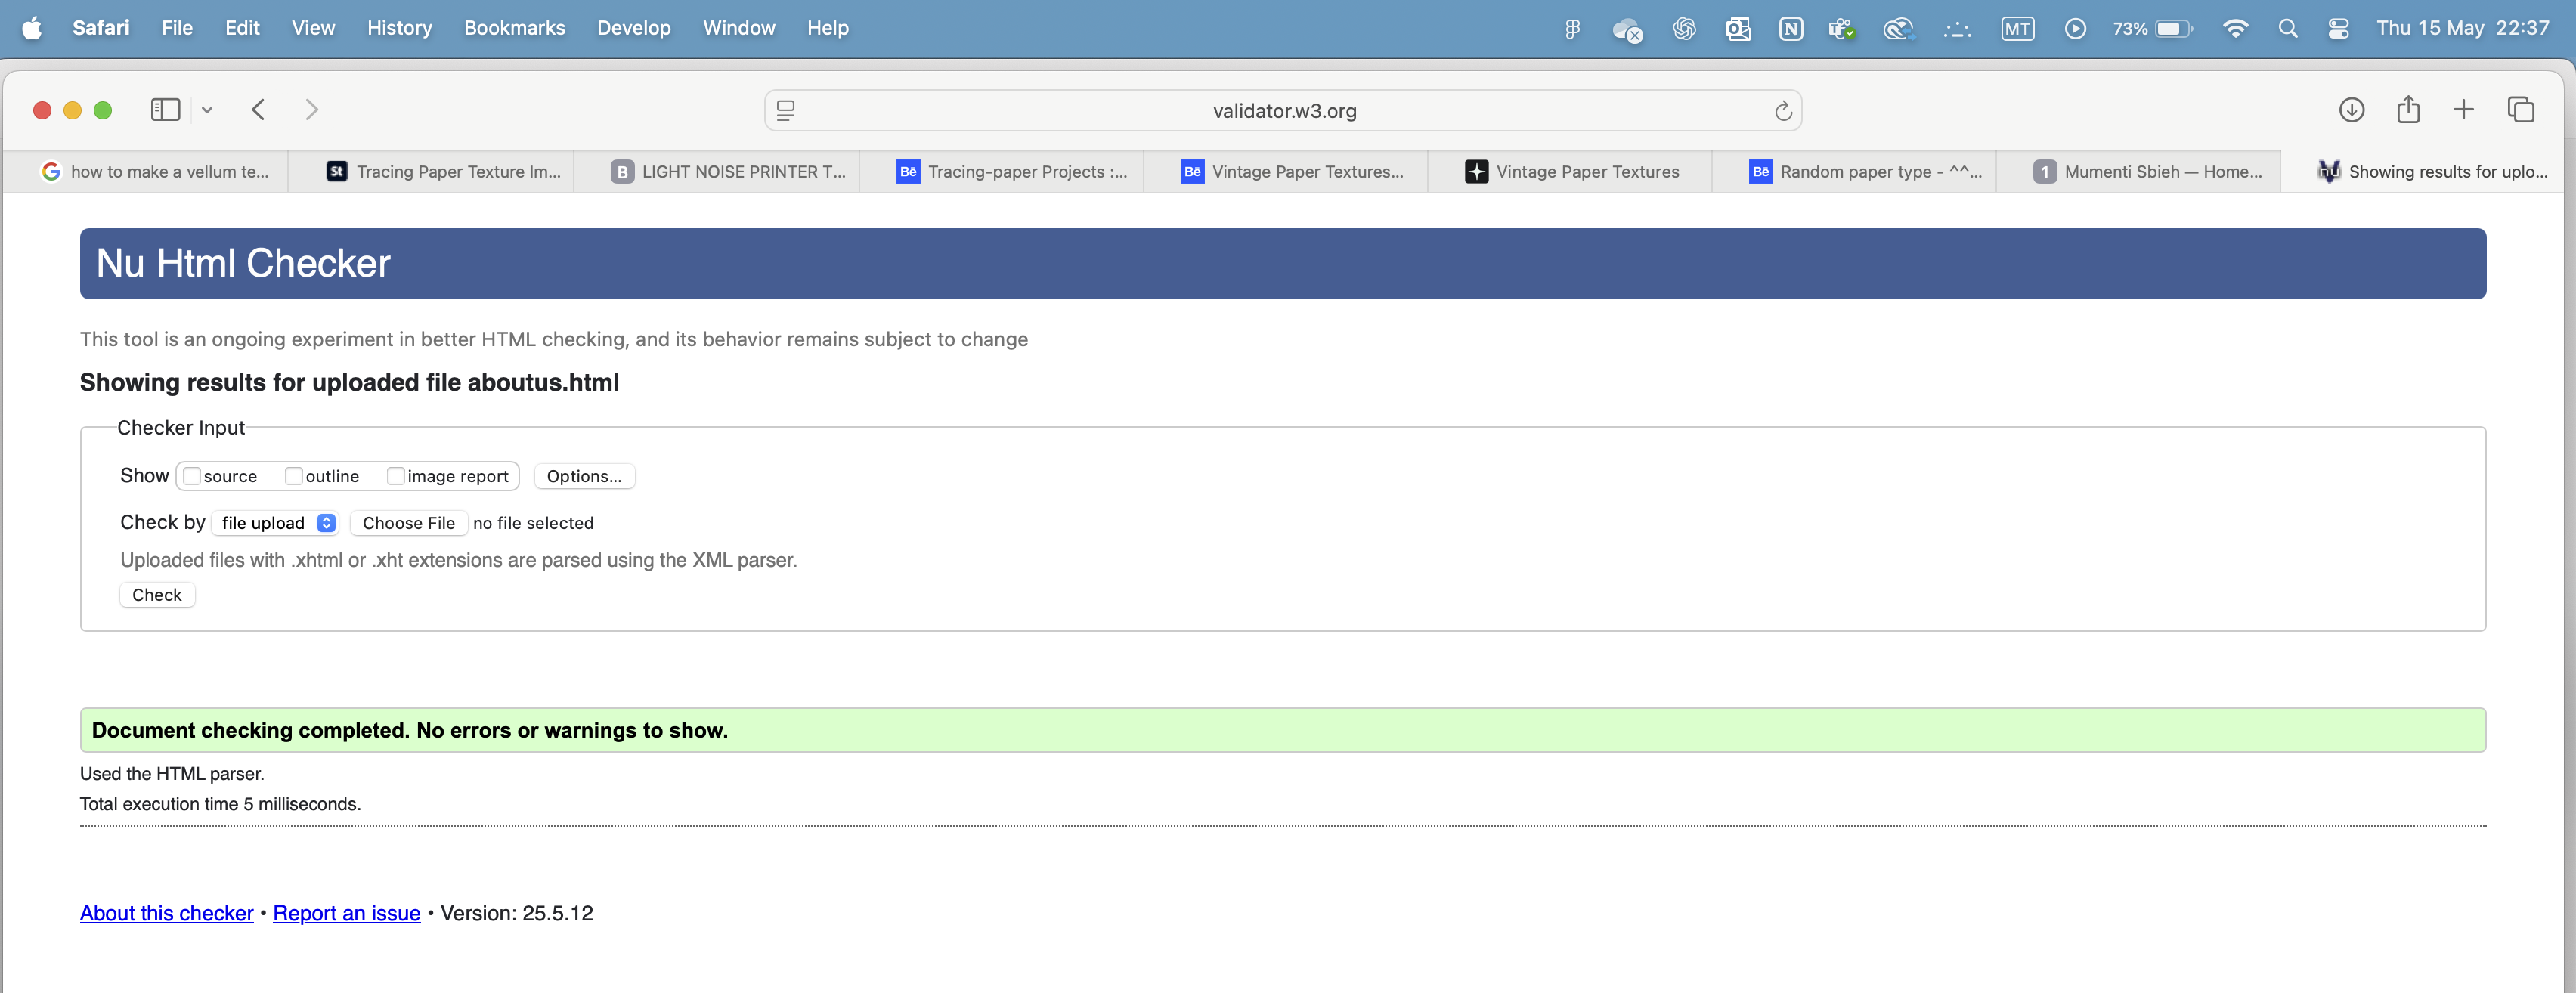 Safari File Edit View History Bookmarks Develop Window Help MT 73% Thu 15 May 22:37
validator.w3.org
how to make a vellum te... St Tracing Paper Texture Im... B LIGHT NOISE PRINTER T... Bē Tracing-paper Projects :... Bē Vintage Paper Textures... Vintage Paper Textures Bē Random paper type - ^^... 1 Mumenti Sbieh — Home... nu Showing results for uplo...
Nu Html Checker
This tool is an ongoing experiment in better HTML checking, and its behavior remains subject to change
Showing results for uploaded file aboutus.html
Checker Input
Show source outline image report Options...
Check by file upload Choose File no file selected
Uploaded files with .xhtml or .xht extensions are parsed using the XML parser.
Check
Document checking completed. No errors or warnings to show.
Used the HTML parser.
Total execution time 5 milliseconds.
About this checker • Report an issue • Version: 25.5.12